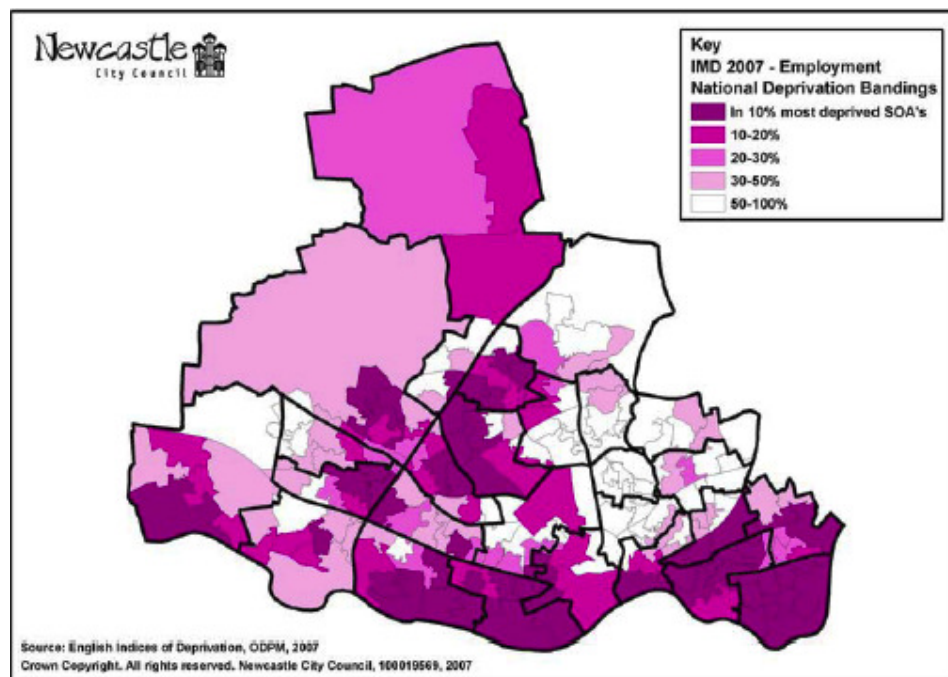 Newcastle
City Council
Key
IMD 2007 - Employment
National Deprivation Bandings
In 10% most deprived SOA's
10-20%
20-30%
30-50%
50-100%
Source: English Indices of Deprivation, ODPM, 2007
Crown Copyright. All rights reserved. Newcastle City Council, 100019569, 2007